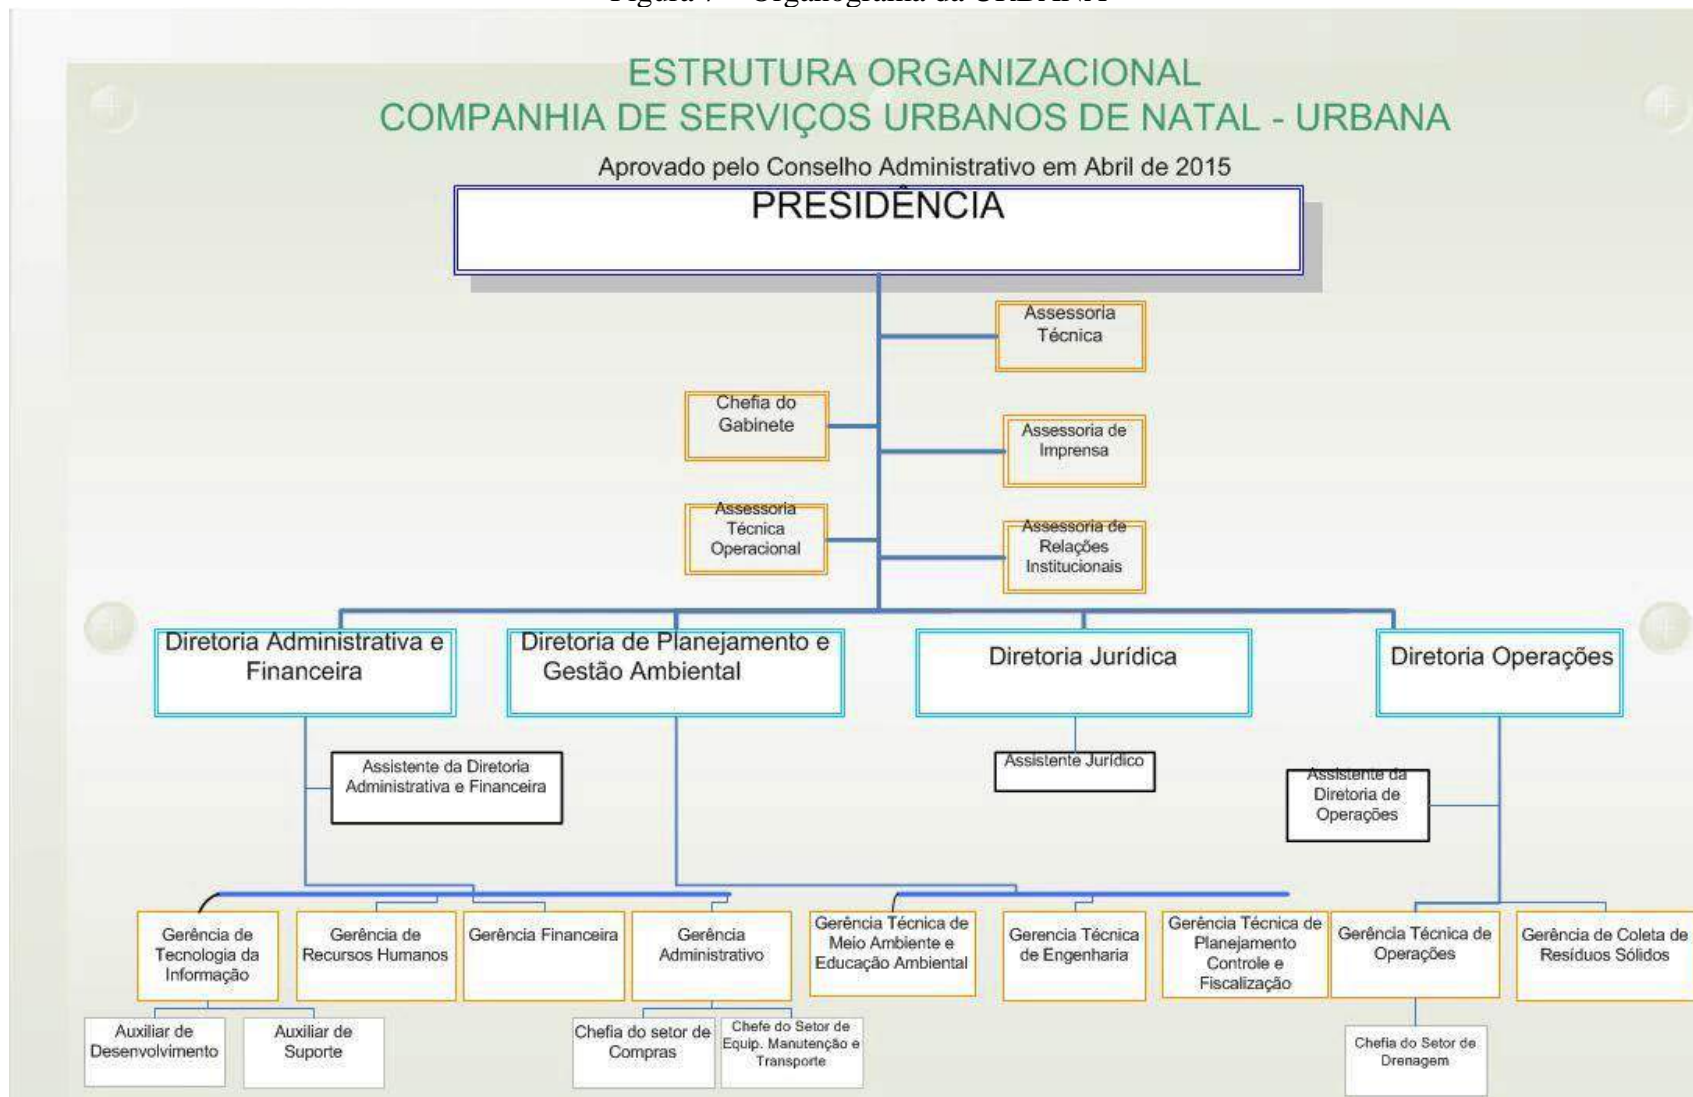 ESTRUTURA ORGANIZACIONAL
COMPANHIA DE SERVIÇOS URBANOS DE NATAL - URBANA
Aprovado pelo Conselho Administrativo em Abril de 2015
PRESIDÊNCIA
Assessoria
Técnica
Chefia do
Gabinete
Assessoria de
Imprensa
Assessoria
Técnica
Operacional
Assessoria de
Relações
Institucionais
Diretoria Administrativa e
Financeira
Diretoria de Planejamento e
Gestão Ambiental
Diretoria Jurídica
Diretoria Operações
Assistente da Diretoria
Administrativa e Financeira
Assistente Jurídico
Assistente da
Diretoria de
Operações
Gerência de
Tecnologia da
Informação
Gerência de
Recursos Humanos
Gerência Financeira
Gerência
Administrativo
Gerência Técnica de
Meio Ambiente e
Educação Ambiental
Gerencia Técnica
de Engenharia
Gerência Técnica de
Planejamento
Controle e
Fiscalização
Gerência Técnica de
Operações
Gerência de Coleta de
Resíduos Sólidos
Auxiliar de
Desenvolvimento
Auxiliar de
Suporte
Chefia do setor de
Compras
Chefe do Setor de
Equip. Manutenção e
Transporte
Chefia do Setor de
Drenagem